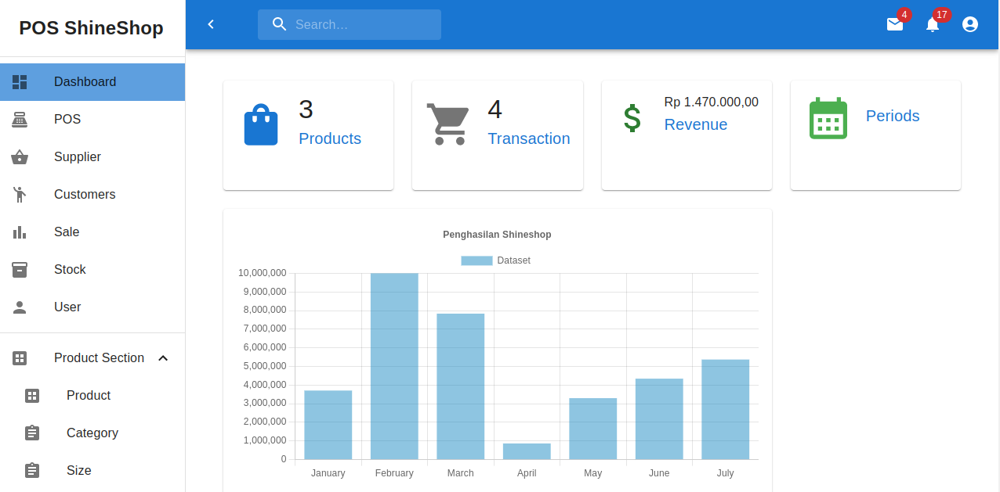 POS ShineShop
Search…
4
17
Dashboard
POS
Supplier
Customers
Sale
Stock
User
Product Section
Product
Category
Size
3
Products
4
Transaction
Rp 1.470.000,00
Revenue
Periods
Penghasilan Shineshop
Dataset
10,000,000
9,000,000
8,000,000
7,000,000
6,000,000
5,000,000
4,000,000
3,000,000
2,000,000
1,000,000
0
January February March April May June July